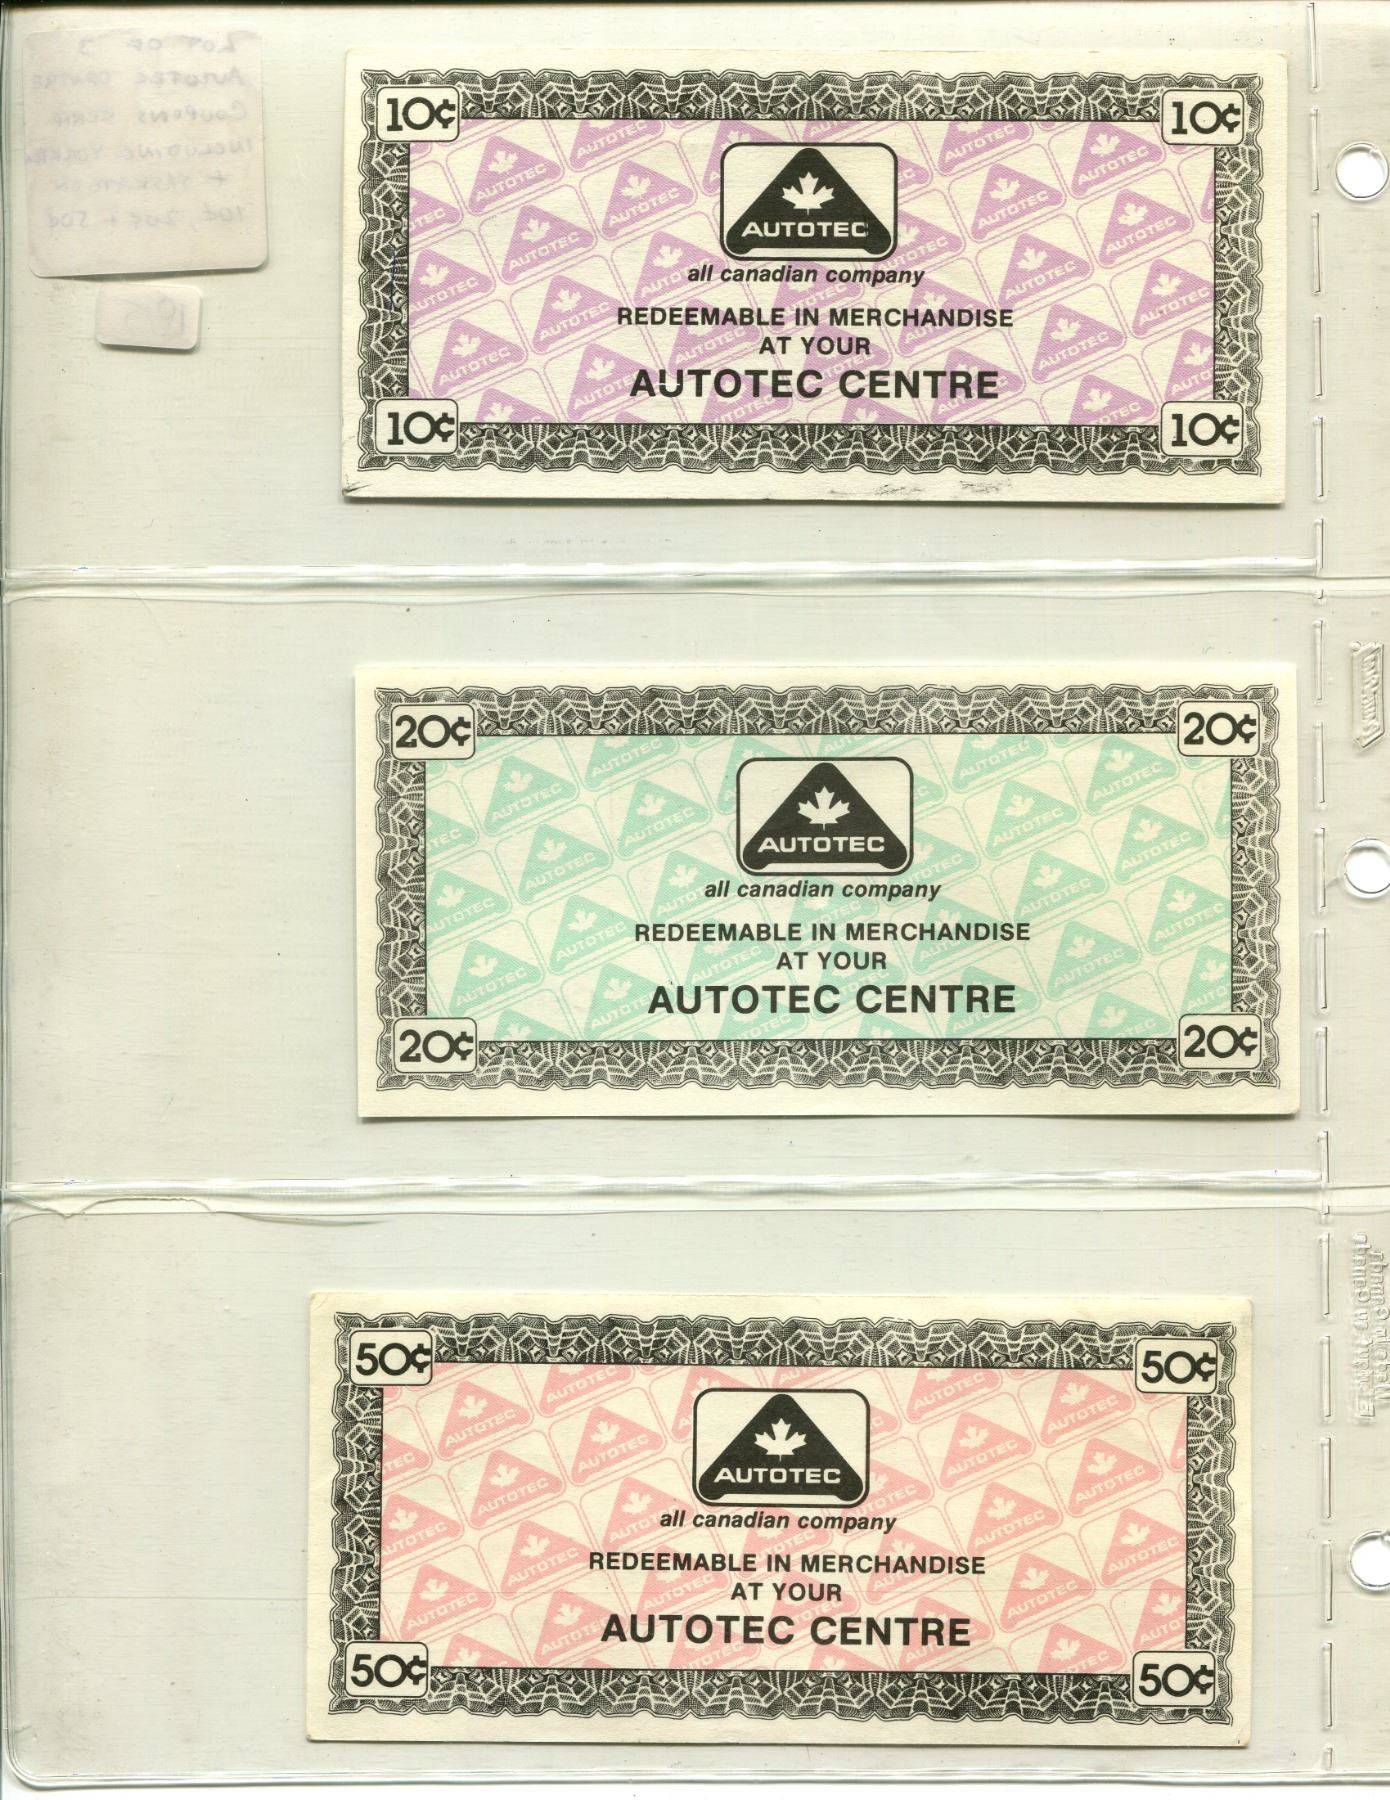 LOT OF 3
AUTOTEC CENTRE
COUPONS SCRIP
INCLUDING
+ SASKATOON
10¢, 20¢ + 50¢
10¢ 10¢
AUTOTEC
all canadian company
REDEEMABLE IN MERCHANDISE
AT YOUR
AUTOTEC CENTRE
10¢ 10¢
20¢ 20¢
AUTOTEC
all canadian company
REDEEMABLE IN MERCHANDISE
AT YOUR
AUTOTEC CENTRE
20¢ 20¢
50¢ 50¢
AUTOTEC
all canadian company
REDEEMABLE IN MERCHANDISE
AT YOUR
AUTOTEC CENTRE
50¢ 50¢